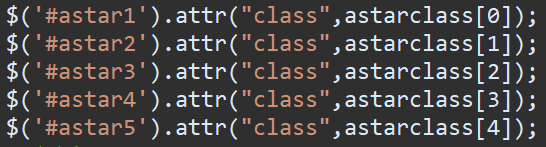 $('#astar1').attr("class",astarclass[0]);
$('#astar2').attr("class",astarclass[1]);
$('#astar3').attr("class",astarclass[2]);
$('#astar4').attr("class",astarclass[3]);
$('#astar5').attr("class",astarclass[4]);